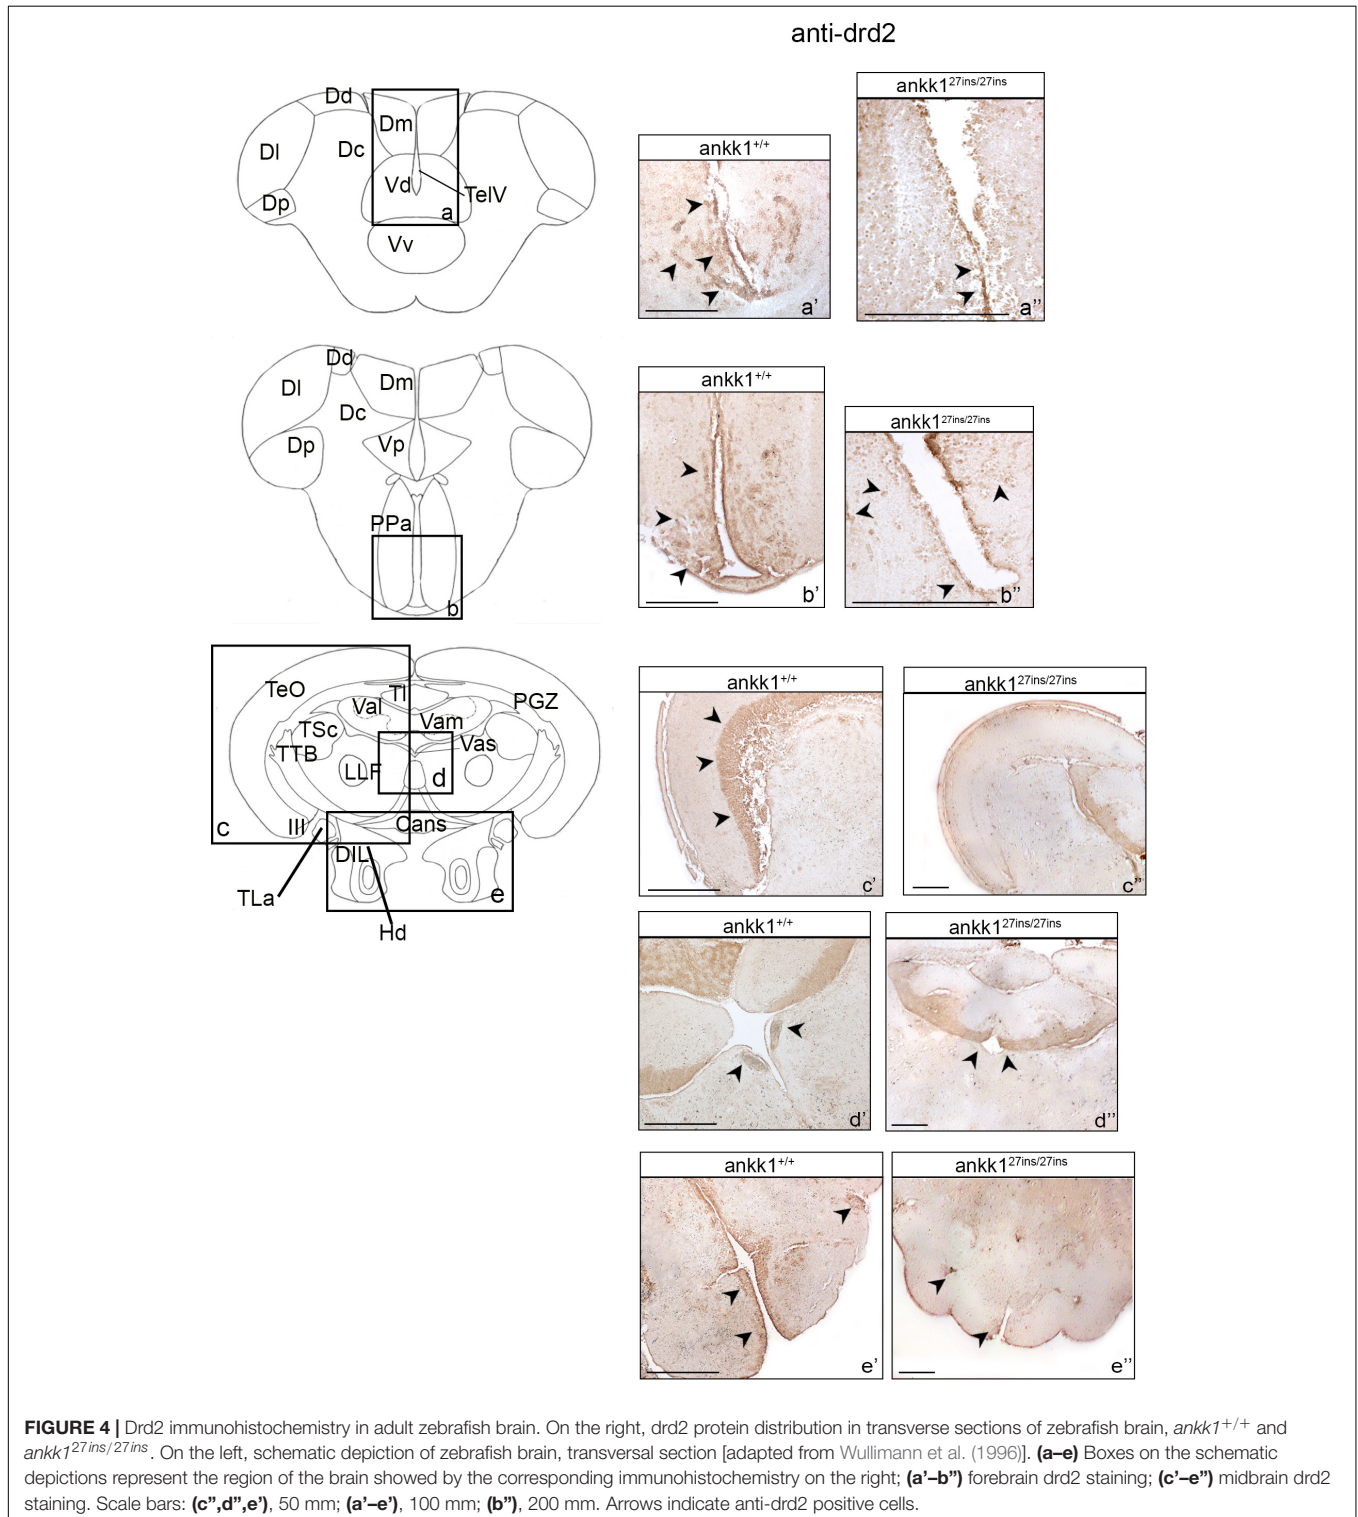 anti-drd2
Dd
Dm
Dl
Dc
Vd
TelV
Dp
a
Vv
ankk1+/+
a’
ankk127ins/27ins
a’’
Dd
Dm
Dl
Dc
Dp
Vp
PPa
b
ankk1+/+
b’
ankk127ins/27ins
b’’
TeO
Tl
PGZ
Val
Vam
TSc
Vas
TTB
LLF
d
c
III
Cans
DIL
TLa
e
Hd
ankk1+/+
c’
ankk127ins/27ins
c’’
ankk1+/+
d’
ankk127ins/27ins
d’’
ankk1+/+
e’
ankk127ins/27ins
e’’
FIGURE 4 | Drd2 immunohistochemistry in adult zebrafish brain. On the right, drd2 protein distribution in transverse sections of zebrafish brain, ankk1+/+ and
ankk127ins/27ins. On the left, schematic depiction of zebrafish brain, transversal section [adapted from Wullimann et al. (1996)]. (a–e) Boxes on the schematic
depictions represent the region of the brain showed by the corresponding immunohistochemistry on the right; (a’–b”) forebrain drd2 staining; (c’–e”) midbrain drd2
staining. Scale bars: (c”,d”,e’), 50 mm; (a’–e’), 100 mm; (b”), 200 mm. Arrows indicate anti-drd2 positive cells.